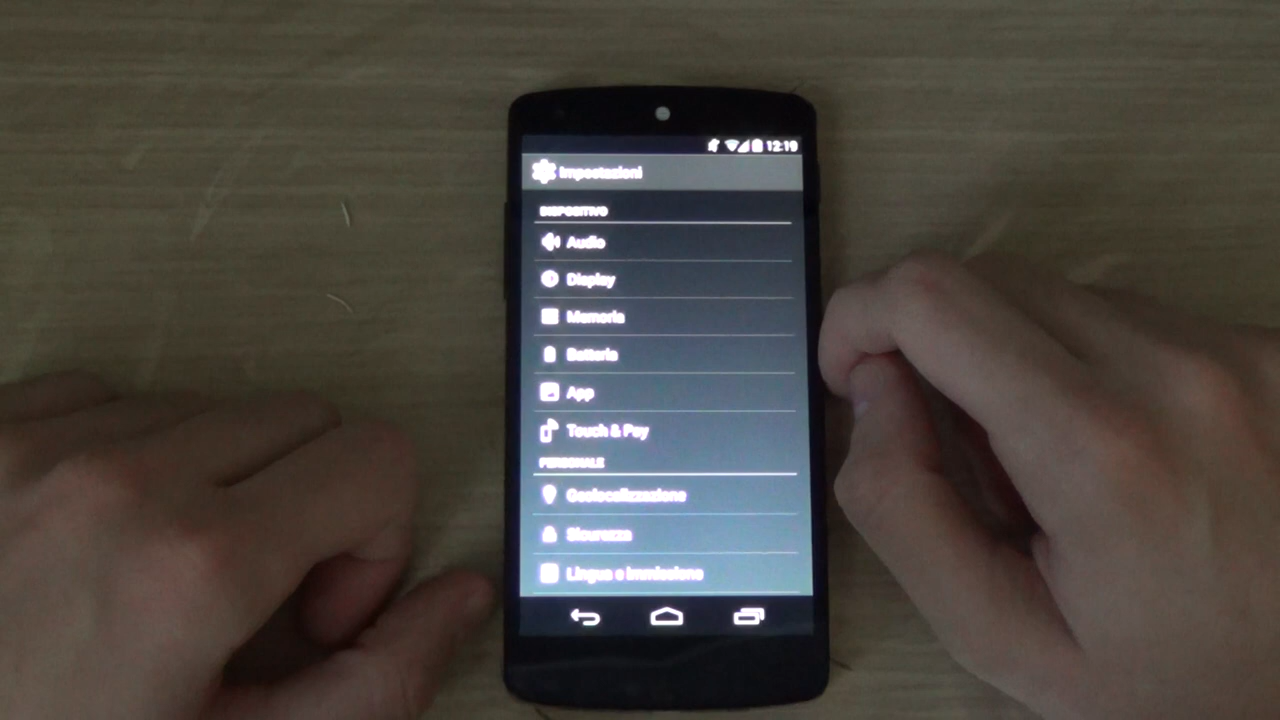 12:19
Impostazioni
DISPOSITIVO
Audio
Display
Memoria
Batteria
App
Touch & Pay
PERSONALE
Geolocalizzazione
Sicurezza
Lingua e immissione